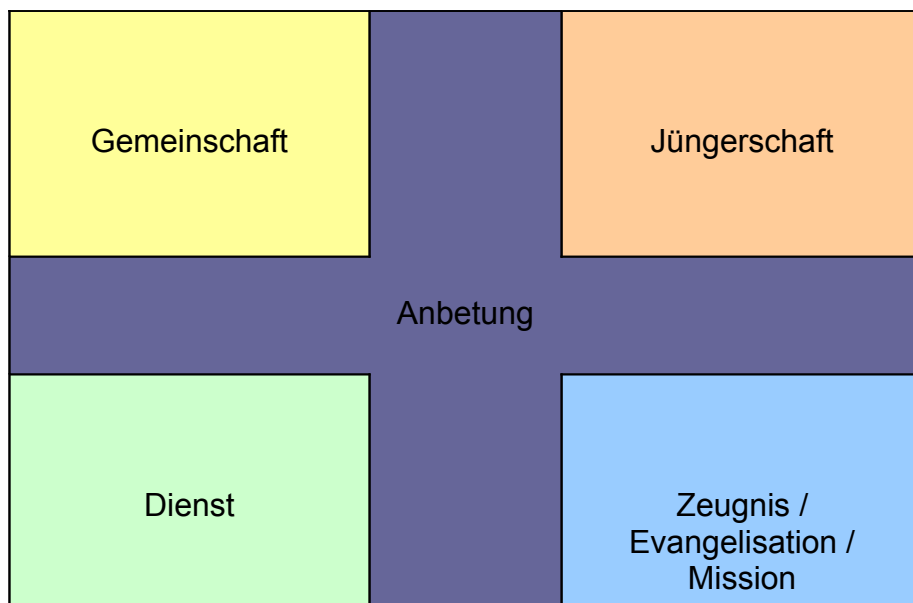 Gemeinschaft
Jüngerschaft
Anbetung
Dienst
Zeugnis /
Evangelisation /
Mission